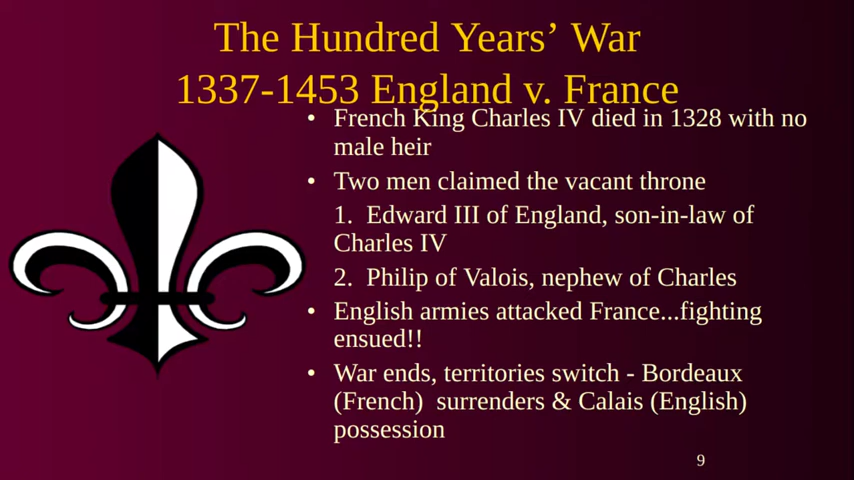 The Hundred Years’ War
1337-1453 England v. France
• French King Charles IV died in 1328 with no
male heir
• Two men claimed the vacant throne
1. Edward III of England, son-in-law of
Charles IV
2. Philip of Valois, nephew of Charles
• English armies attacked France...fighting
ensued!!
• War ends, territories switch - Bordeaux
(French) surrenders & Calais (English)
possession
9